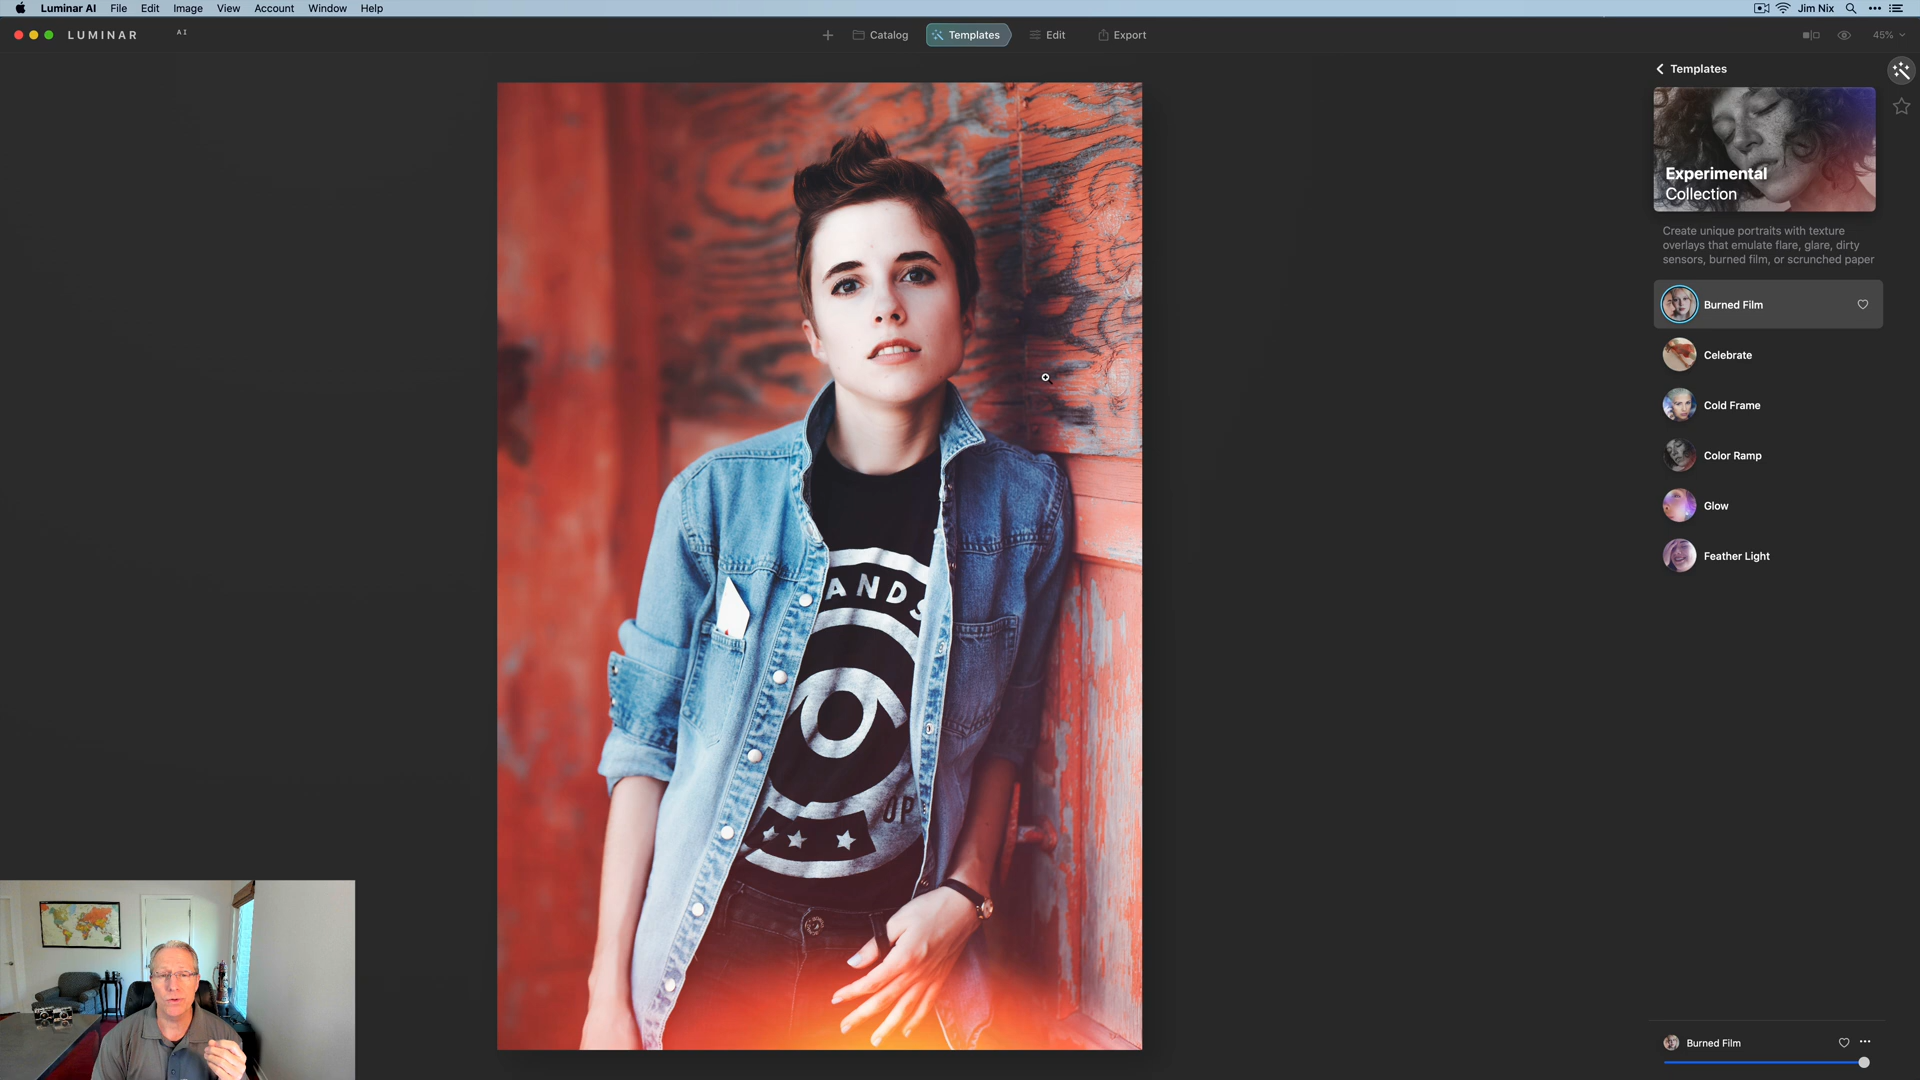 Luminar AI File Edit Image View Account Window Help Jim Nix
LUMINAR AI
Catalog Templates Edit Export 45%
Templates
Experimental
Collection
Create unique portraits with texture
overlays that emulate flare, glare, dirty
sensors, burned film, or scrunched paper
Burned Film
Celebrate
Cold Frame
Color Ramp
Glow
Feather Light
ANDS
UP
Burned Film